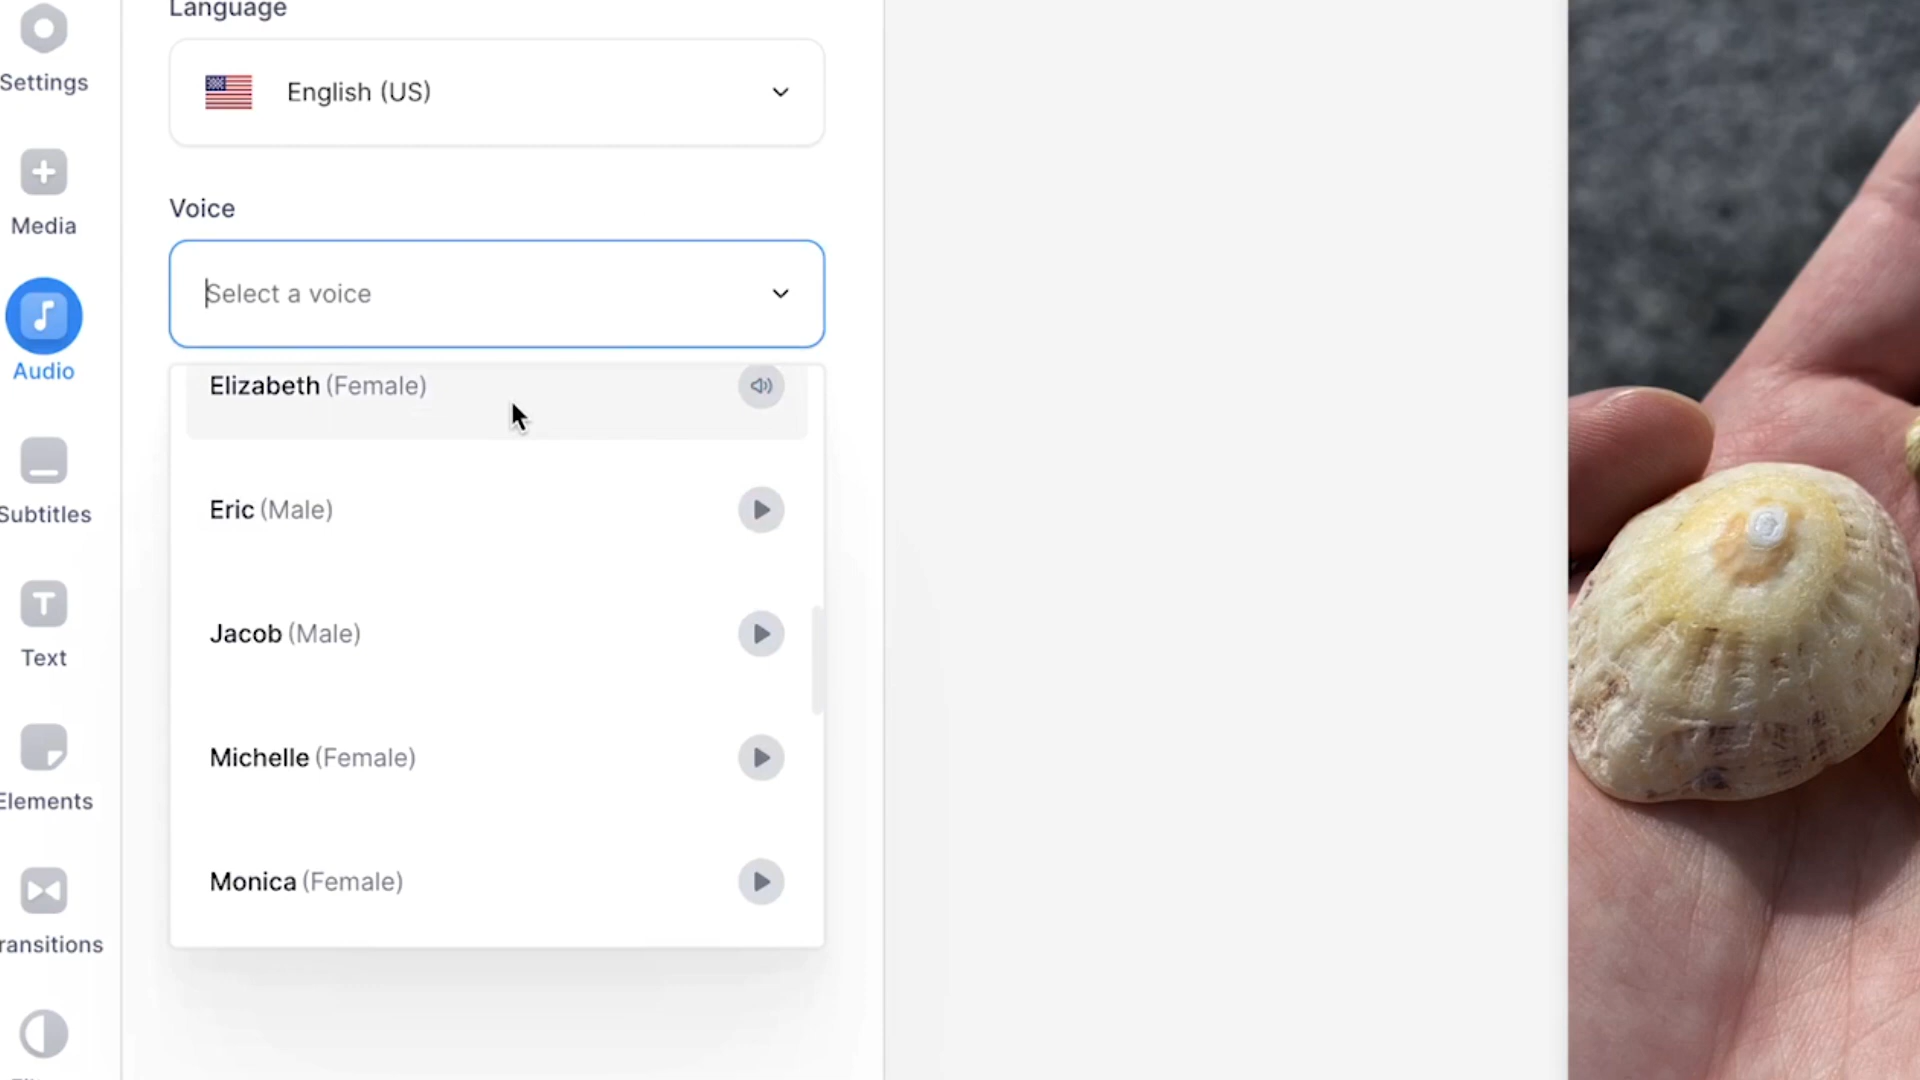 Language
Settings
English (US)
Media
Voice
Select a voice
Audio
Elizabeth (Female)
Subtitles
Eric (Male)
Jacob (Male)
Text
Michelle (Female)
Elements
Monica (Female)
ransitions